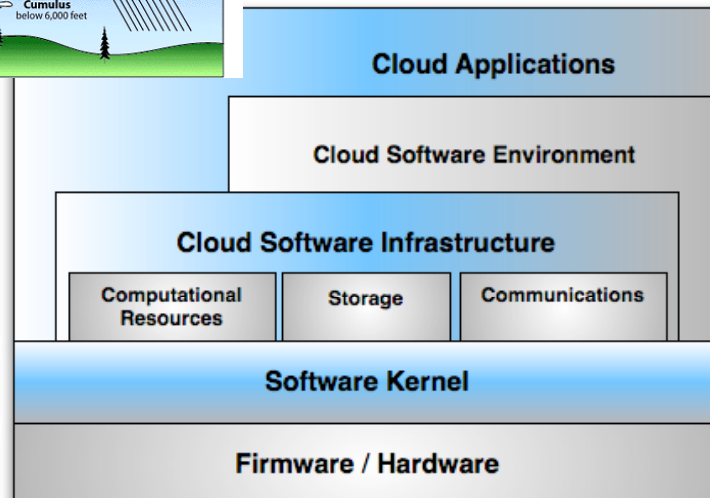 Cumulus
below 6,000 feet
Cloud Applications
Cloud Software Environment
Cloud Software Infrastructure
Computational
Resources
Storage
Communications
Software Kernel
Firmware / Hardware